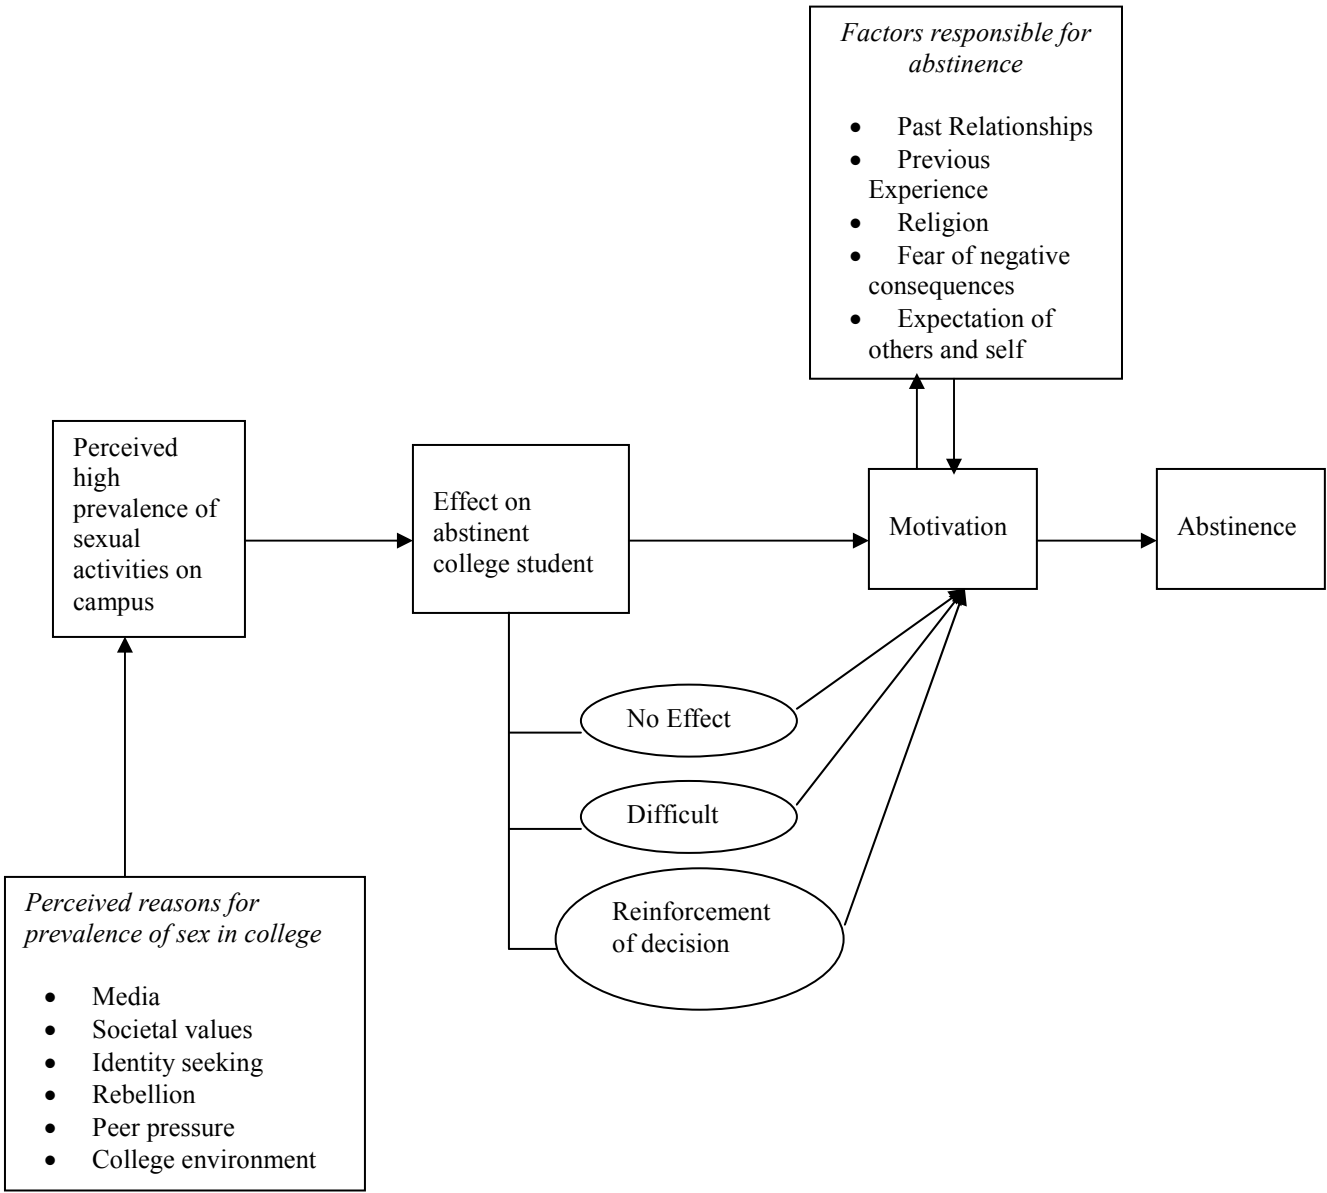 Factors responsible for
abstinence
• Past Relationships
• Previous
Experience
• Religion
• Fear of negative
consequences
• Expectation of
others and self
Perceived
high
prevalence of
sexual
activities on
campus
Effect on
abstinent
college student
Motivation
Abstinence
No Effect
Difficult
Reinforcement
of decision
Perceived reasons for
prevalence of sex in college
• Media
• Societal values
• Identity seeking
• Rebellion
• Peer pressure
• College environment